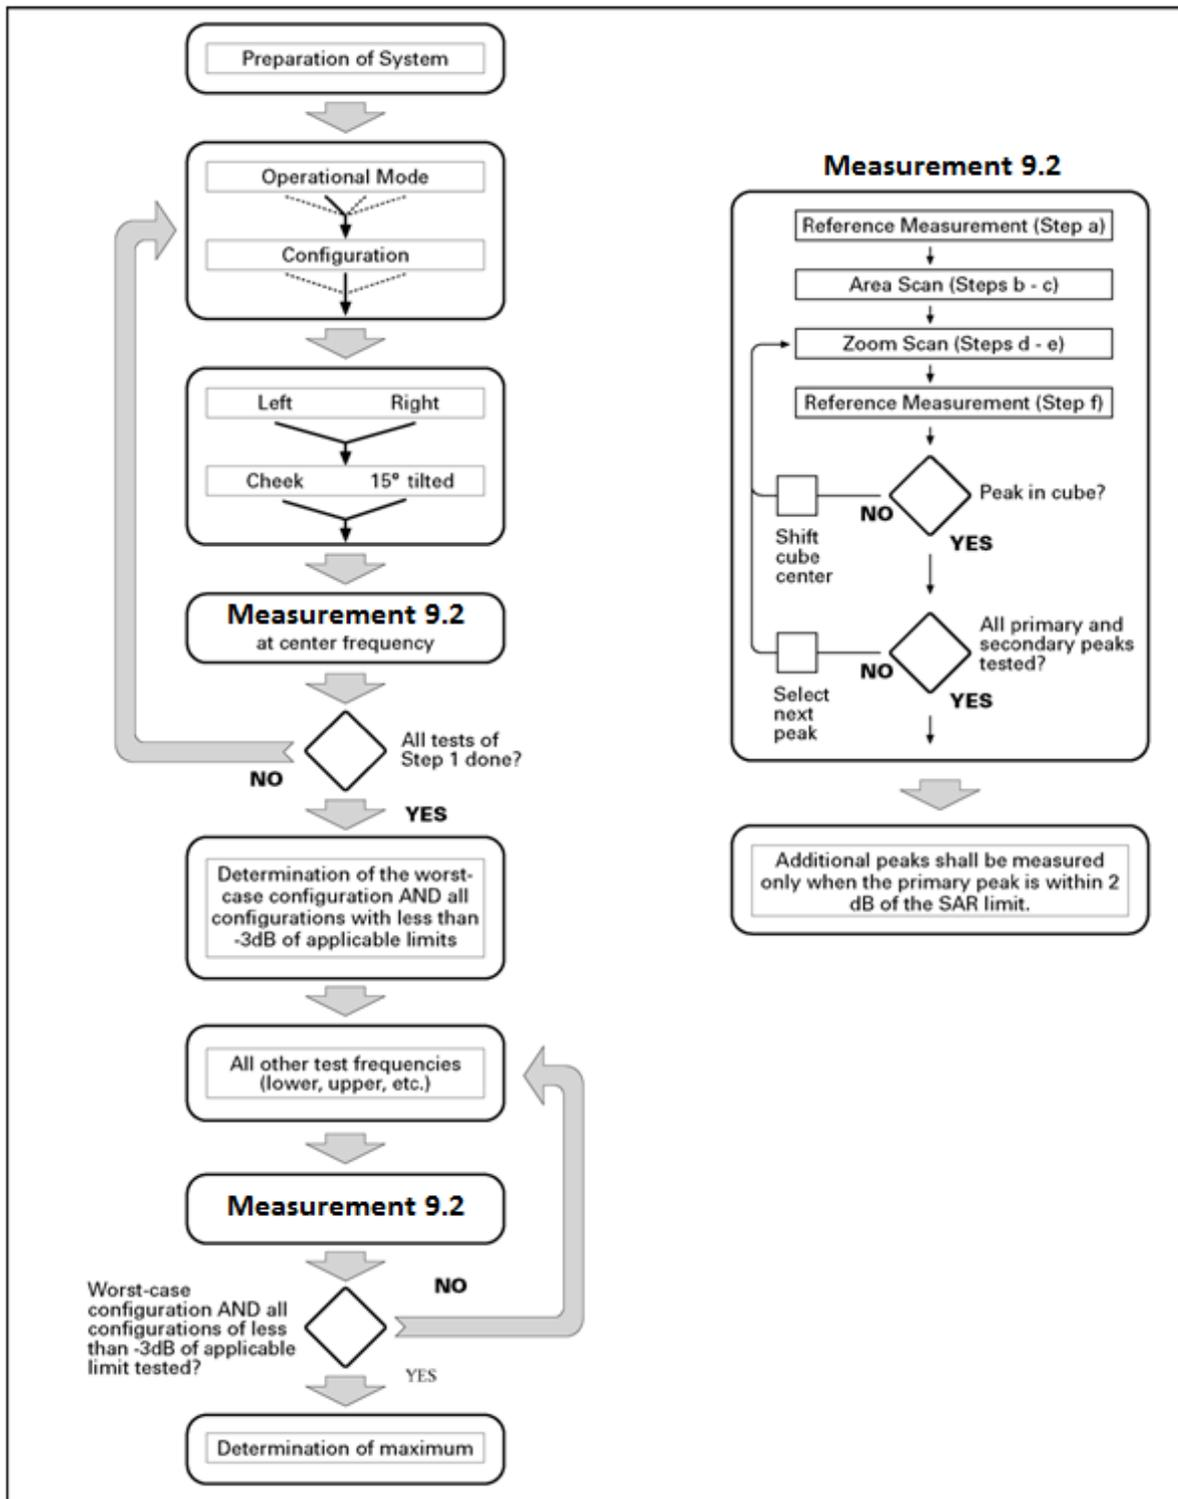 Preparation of System
Operational Mode
Configuration
Left Right
Cheek 15° tilted
Measurement 9.2
at center frequency
All tests of
Step 1 done?
NO
YES
Determination of the worst-
case configuration AND all
configurations with less than
-3dB of applicable limits
All other test frequencies
(lower, upper, etc.)
Measurement 9.2
NO
Worst-case
configuration AND all
configurations of less
than -3dB of applicable
limit tested?
YES
Determination of maximum
Measurement 9.2
Reference Measurement (Step a)
Area Scan (Steps b - c)
Zoom Scan (Steps d - e)
Reference Measurement (Step f)
Peak in cube?
NO
YES
Shift
cube
center
All primary and
secondary peaks
tested?
NO
YES
Select
next
peak
Additional peaks shall be measured
only when the primary peak is within 2
dB of the SAR limit.